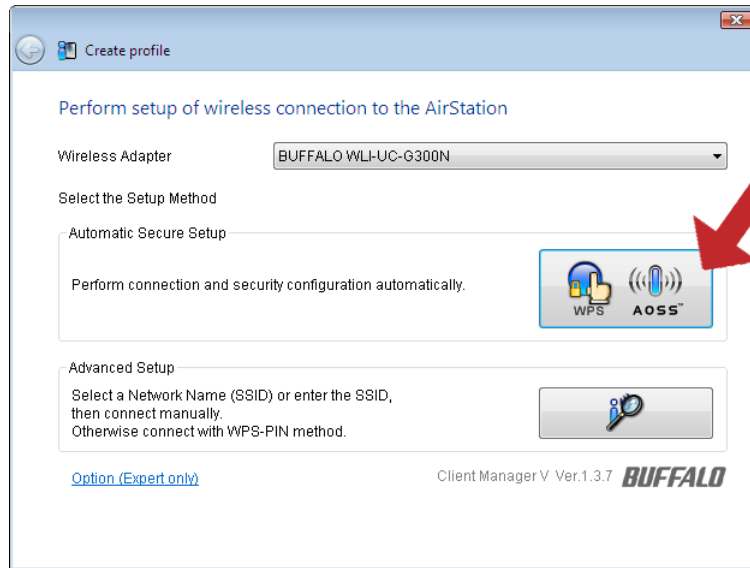 Create profile
Perform setup of wireless connection to the AirStation
Wireless Adapter
BUFFALO WLI-UC-G300N
Select the Setup Method
Automatic Secure Setup
Perform connection and security configuration automatically.
WPS AOSS™
Advanced Setup
Select a Network Name (SSID) or enter the SSID,
then connect manually.
Otherwise connect with WPS-PIN method.
Option (Expert only)
Client Manager V Ver.1.3.7 BUFFALO